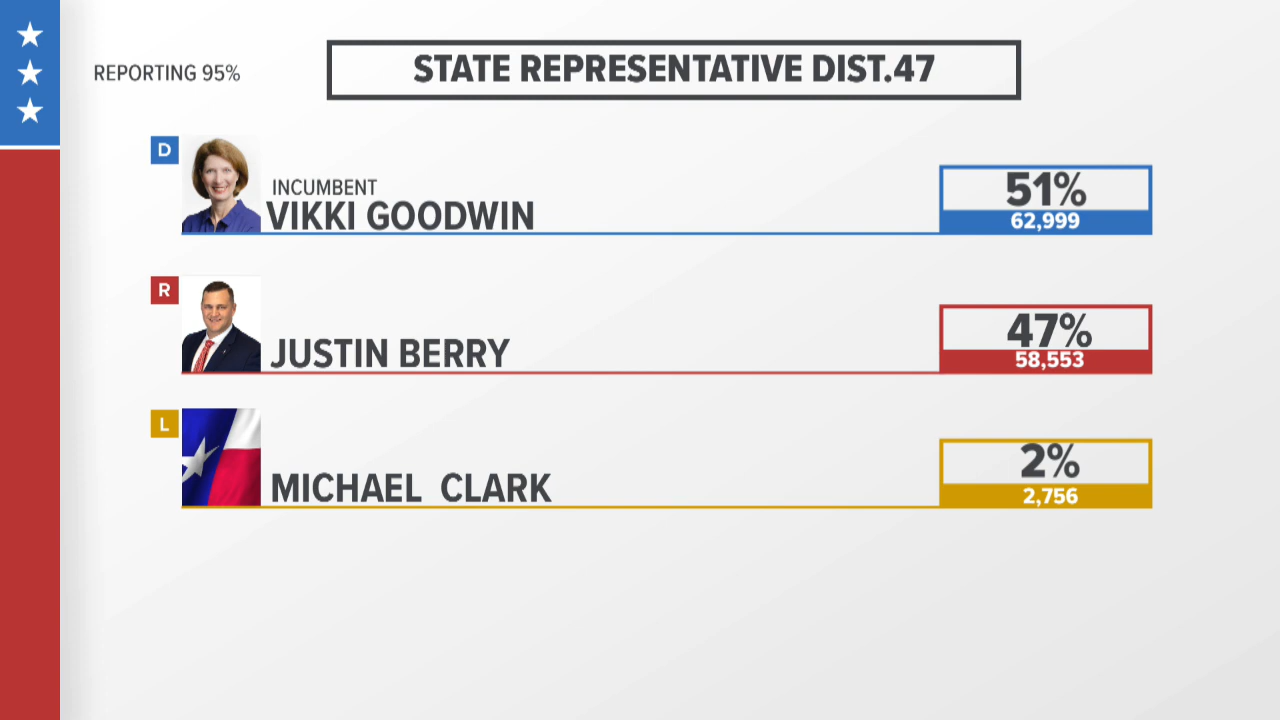 REPORTING 95%
STATE REPRESENTATIVE DIST.47
D
INCUMBENT
VIKKI GOODWIN
51%
62,999
R
JUSTIN BERRY
47%
58,553
L
MICHAEL CLARK
2%
2,756